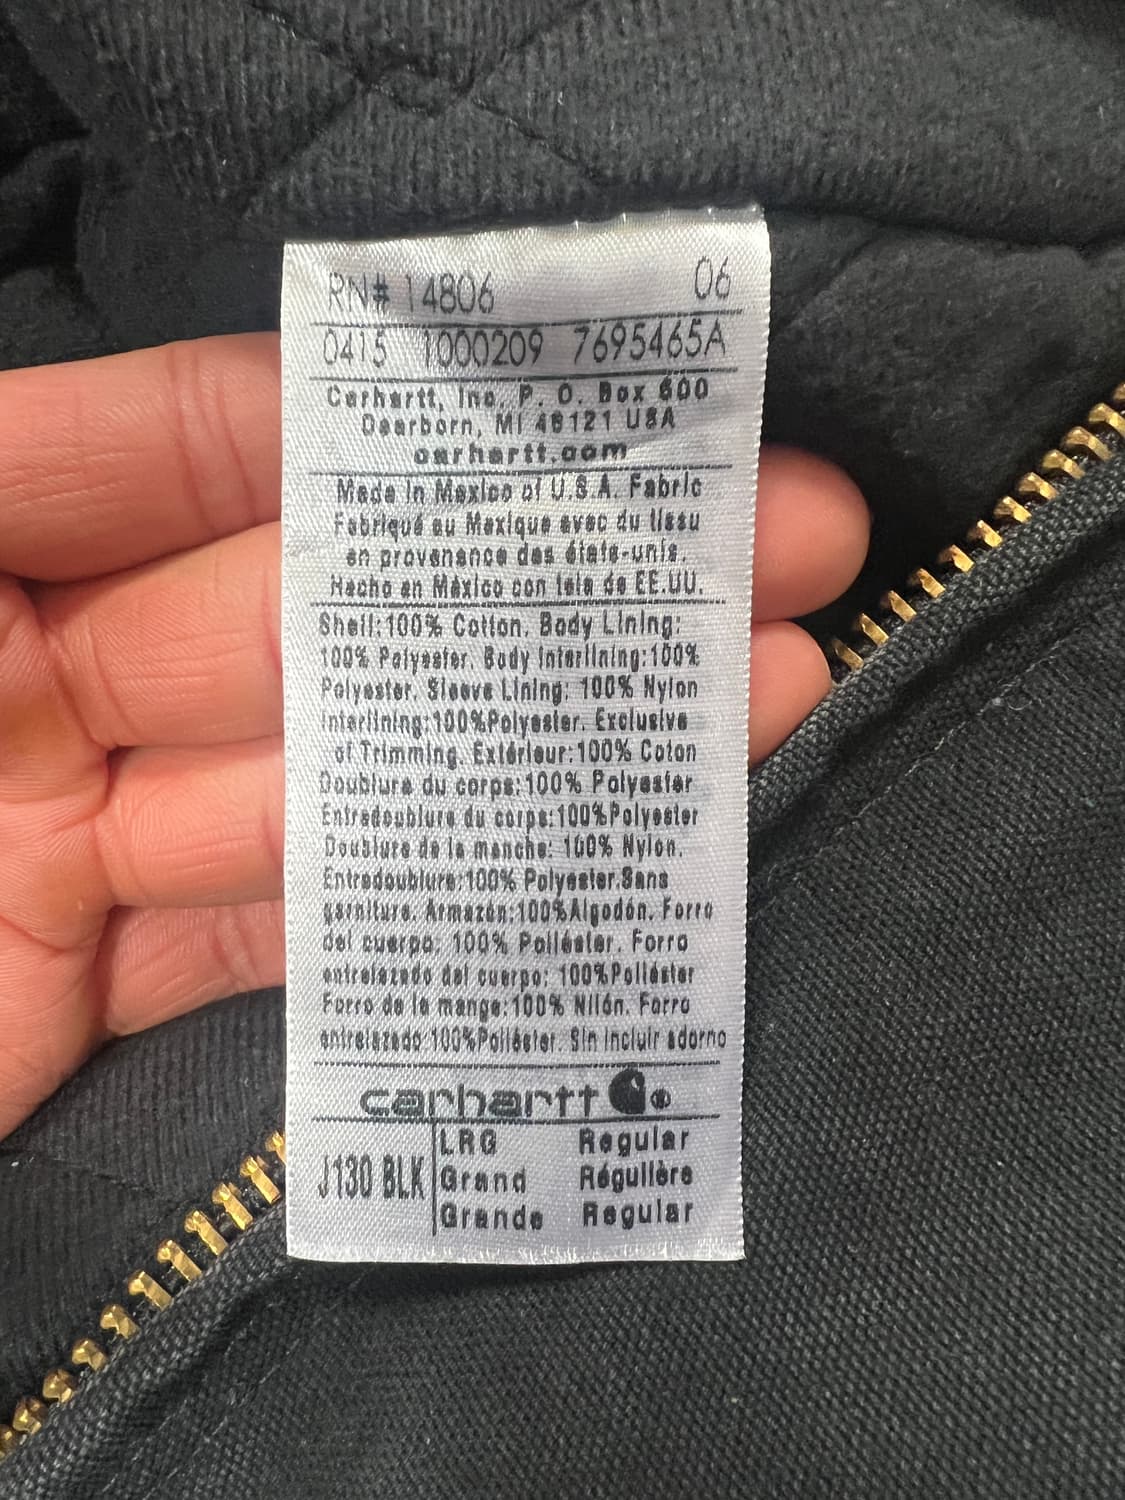 RN# 14806 06
0415 1000209 7695465A
Carhartt, Inc. P. O. Box 600
Dearborn, MI 48121 USA
carhartt.com
Made in Mexico of U.S.A. Fabric
Fabriqué au Mexique avec du tissu
en provenance des états-unis.
Hecho en México con tela de EE.UU.
Shell:100% Cotton. Body Lining:
100% Polyester. Body Interlining:100%
Polyester. Sleeve Lining: 100% Nylon
Interlining:100%Polyester. Exclusive
of Trimming. Extérieur:100% Coton
Doublure du corps:100% Polyester
Entredoublure du corps:100%Polyester
Doublure de la manche: 100% Nylon.
Entredoublure:100% Polyester.Sans
garniture. Armazón:100%Algodón. Forro
del cuerpo: 100% Poliéster. Forro
entrelazado del cuerpo: 100%Poliéster
Forro de la manga:100% Nilón. Forro
entrelazado 100%Poliéster. Sin incluir adorno
carhartt ®
J130 BLK LRG Regular
Grand Régulière
Grande Regular